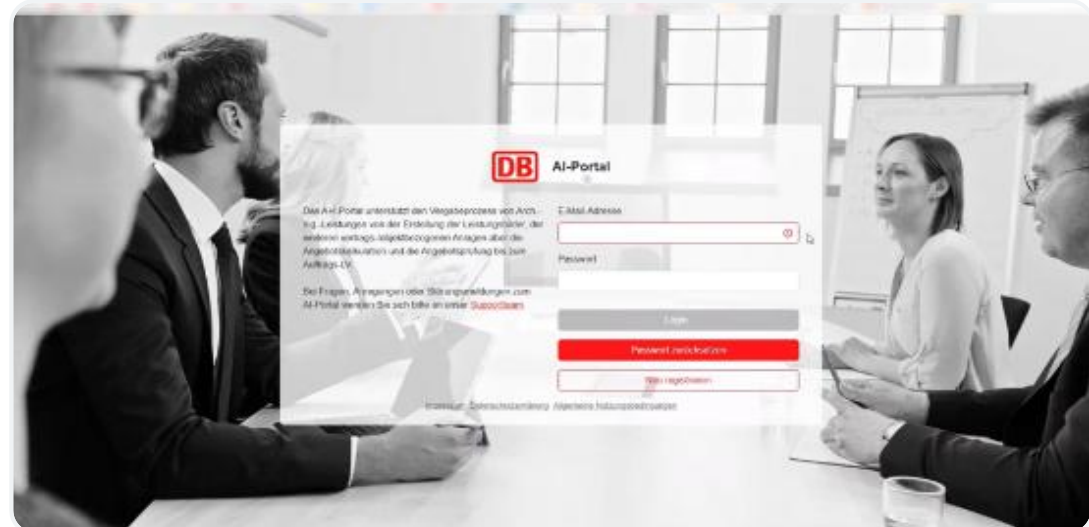 DB AI-Portal
Das A+I Portal unterstützt den Vergabeprozess von Arch.-
Ing.-Leistungen von der Erstellung der Leistungsbilder, der
weiteren vertrags-/objektbezogenen Anlagen über die
Angebotskalkulation und die Angebotsprüfung bis zum
Auftrags-LV.
Bei Fragen, Anregungen oder Störungsmeldungen zum
AI-Portal wenden Sie sich bitte an unser Supportteam
E-Mail-Adresse
Passwort
Login
Passwort zurücksetzen
Neu registrieren
Impressum Datenschutzerklärung Allgemeine Nutzungsbedingungen